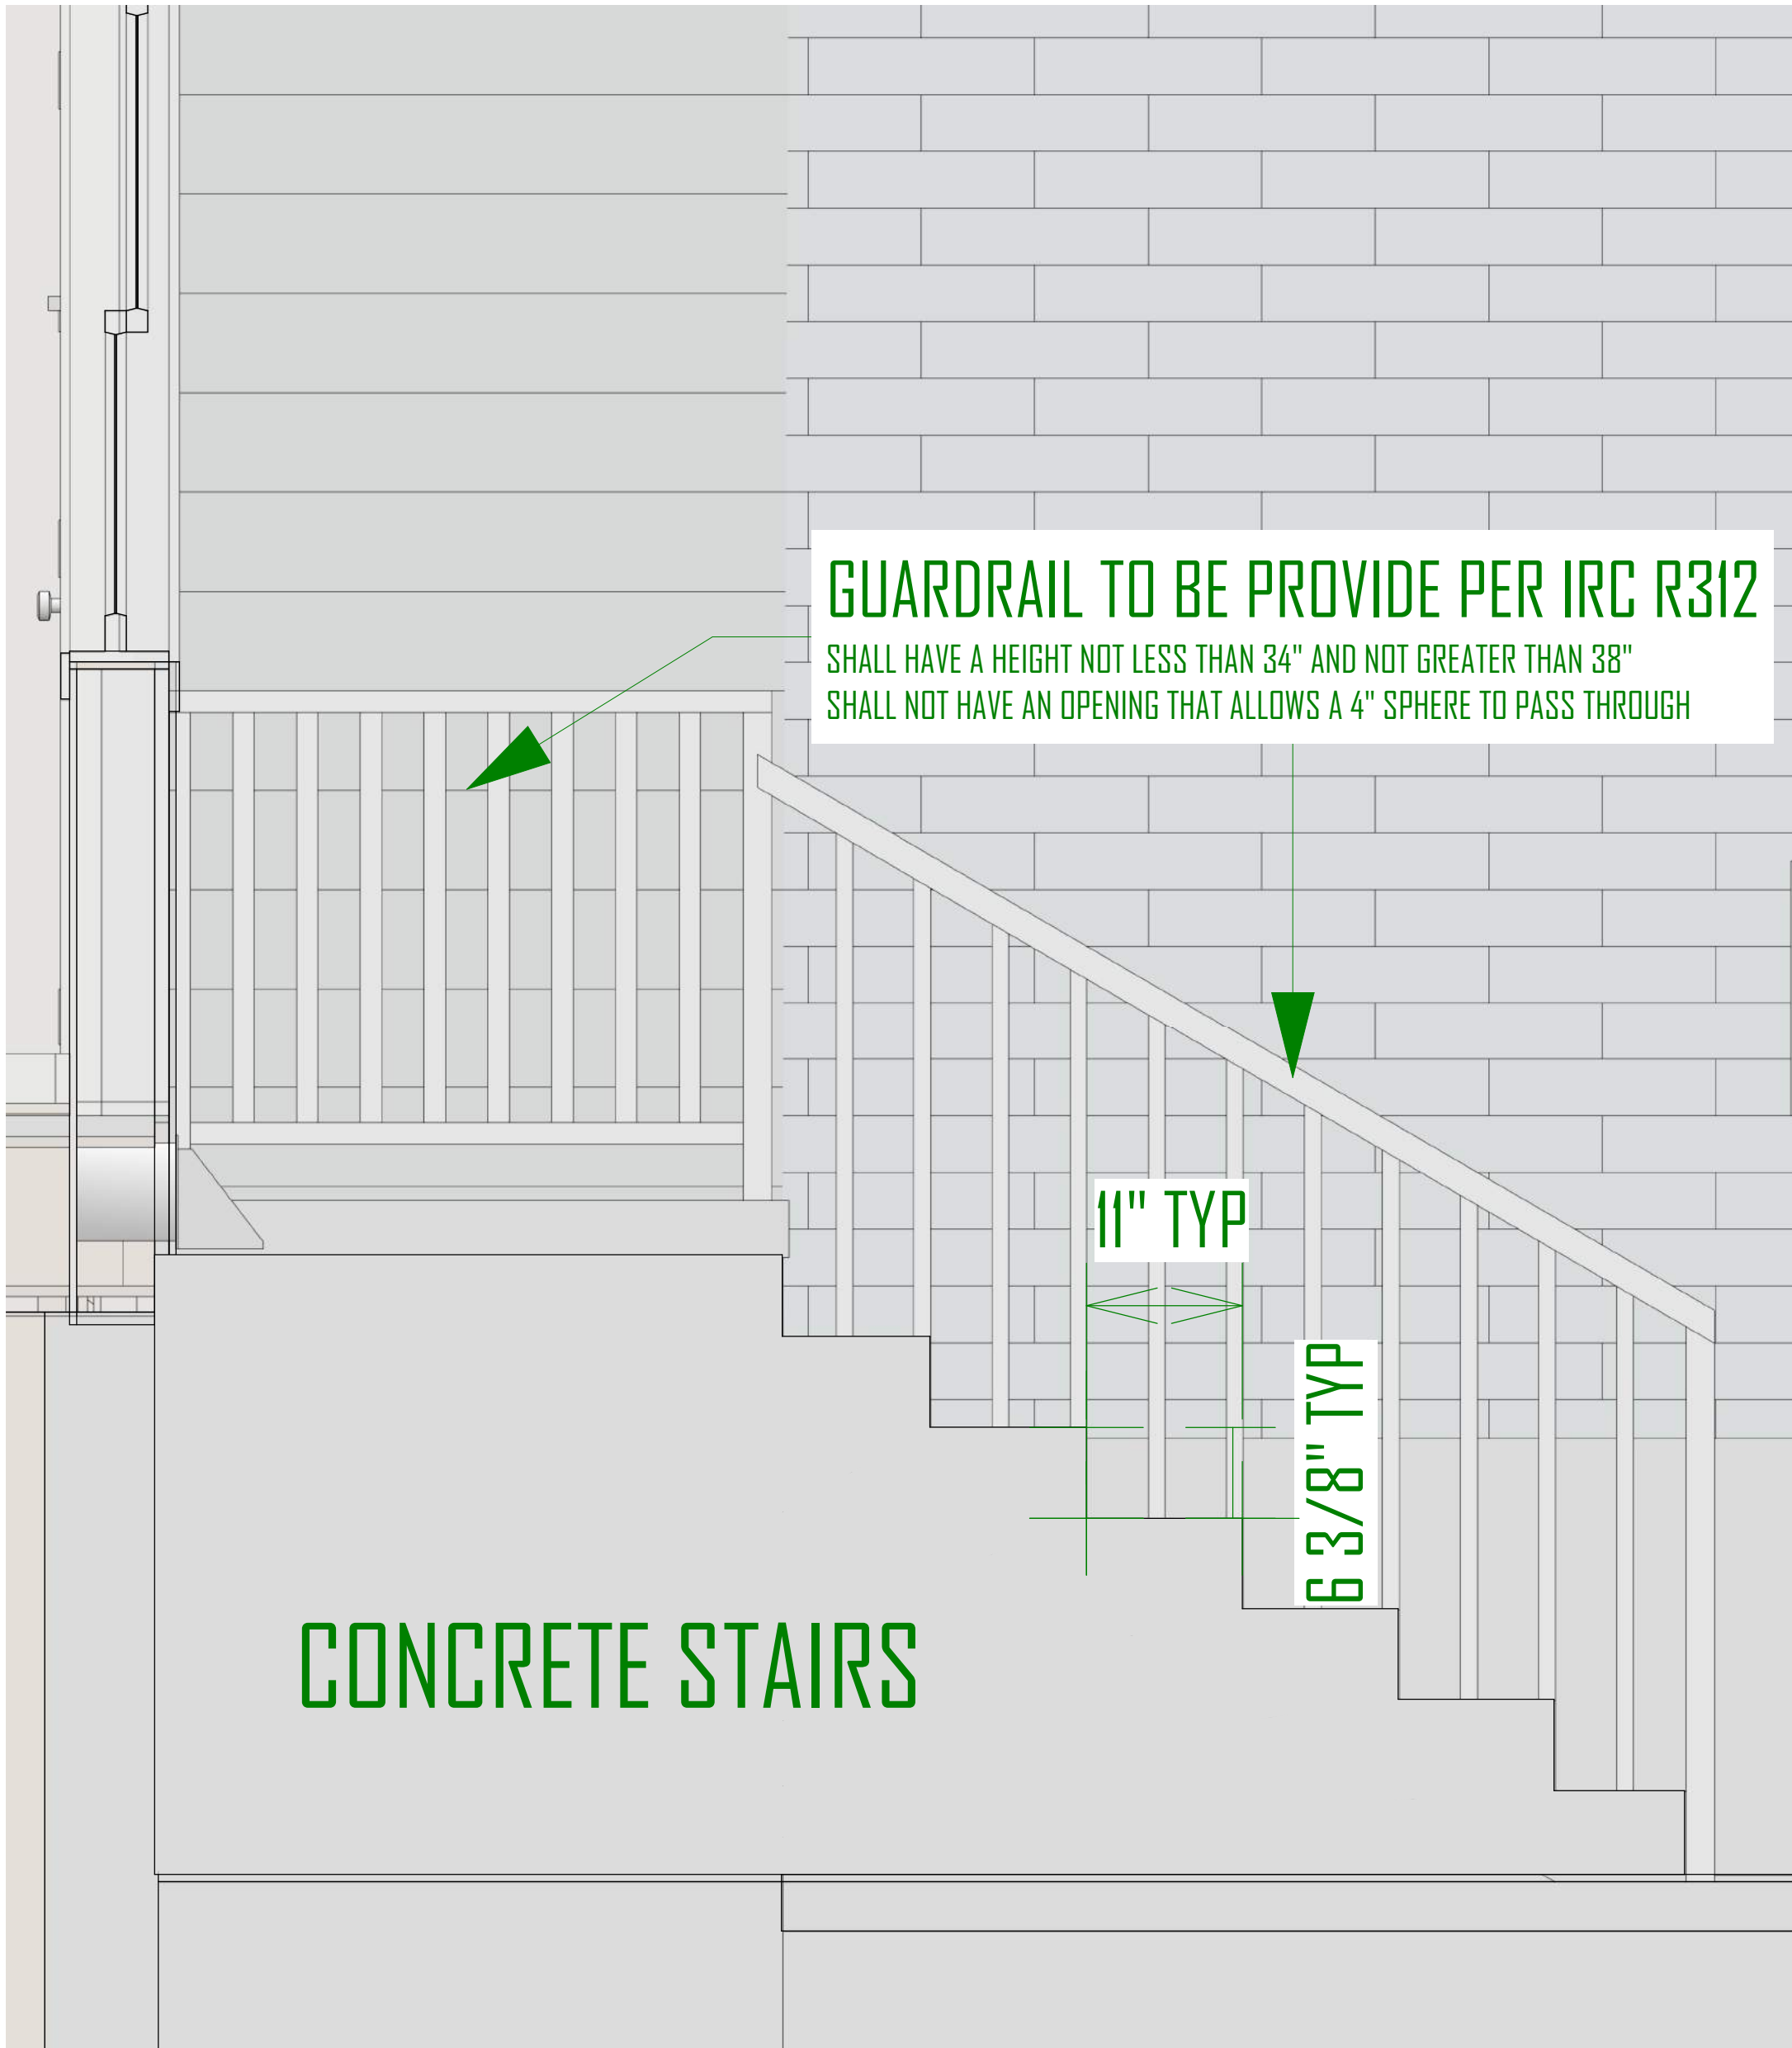 GUARDRAIL TO BE PROVIDE PER IRC R312
SHALL HAVE A HEIGHT NOT LESS THAN 34" AND NOT GREATER THAN 38"
SHALL NOT HAVE AN OPENING THAT ALLOWS A 4" SPHERE TO PASS THROUGH
11" TYP
6 3/8" TYP
CONCRETE STAIRS